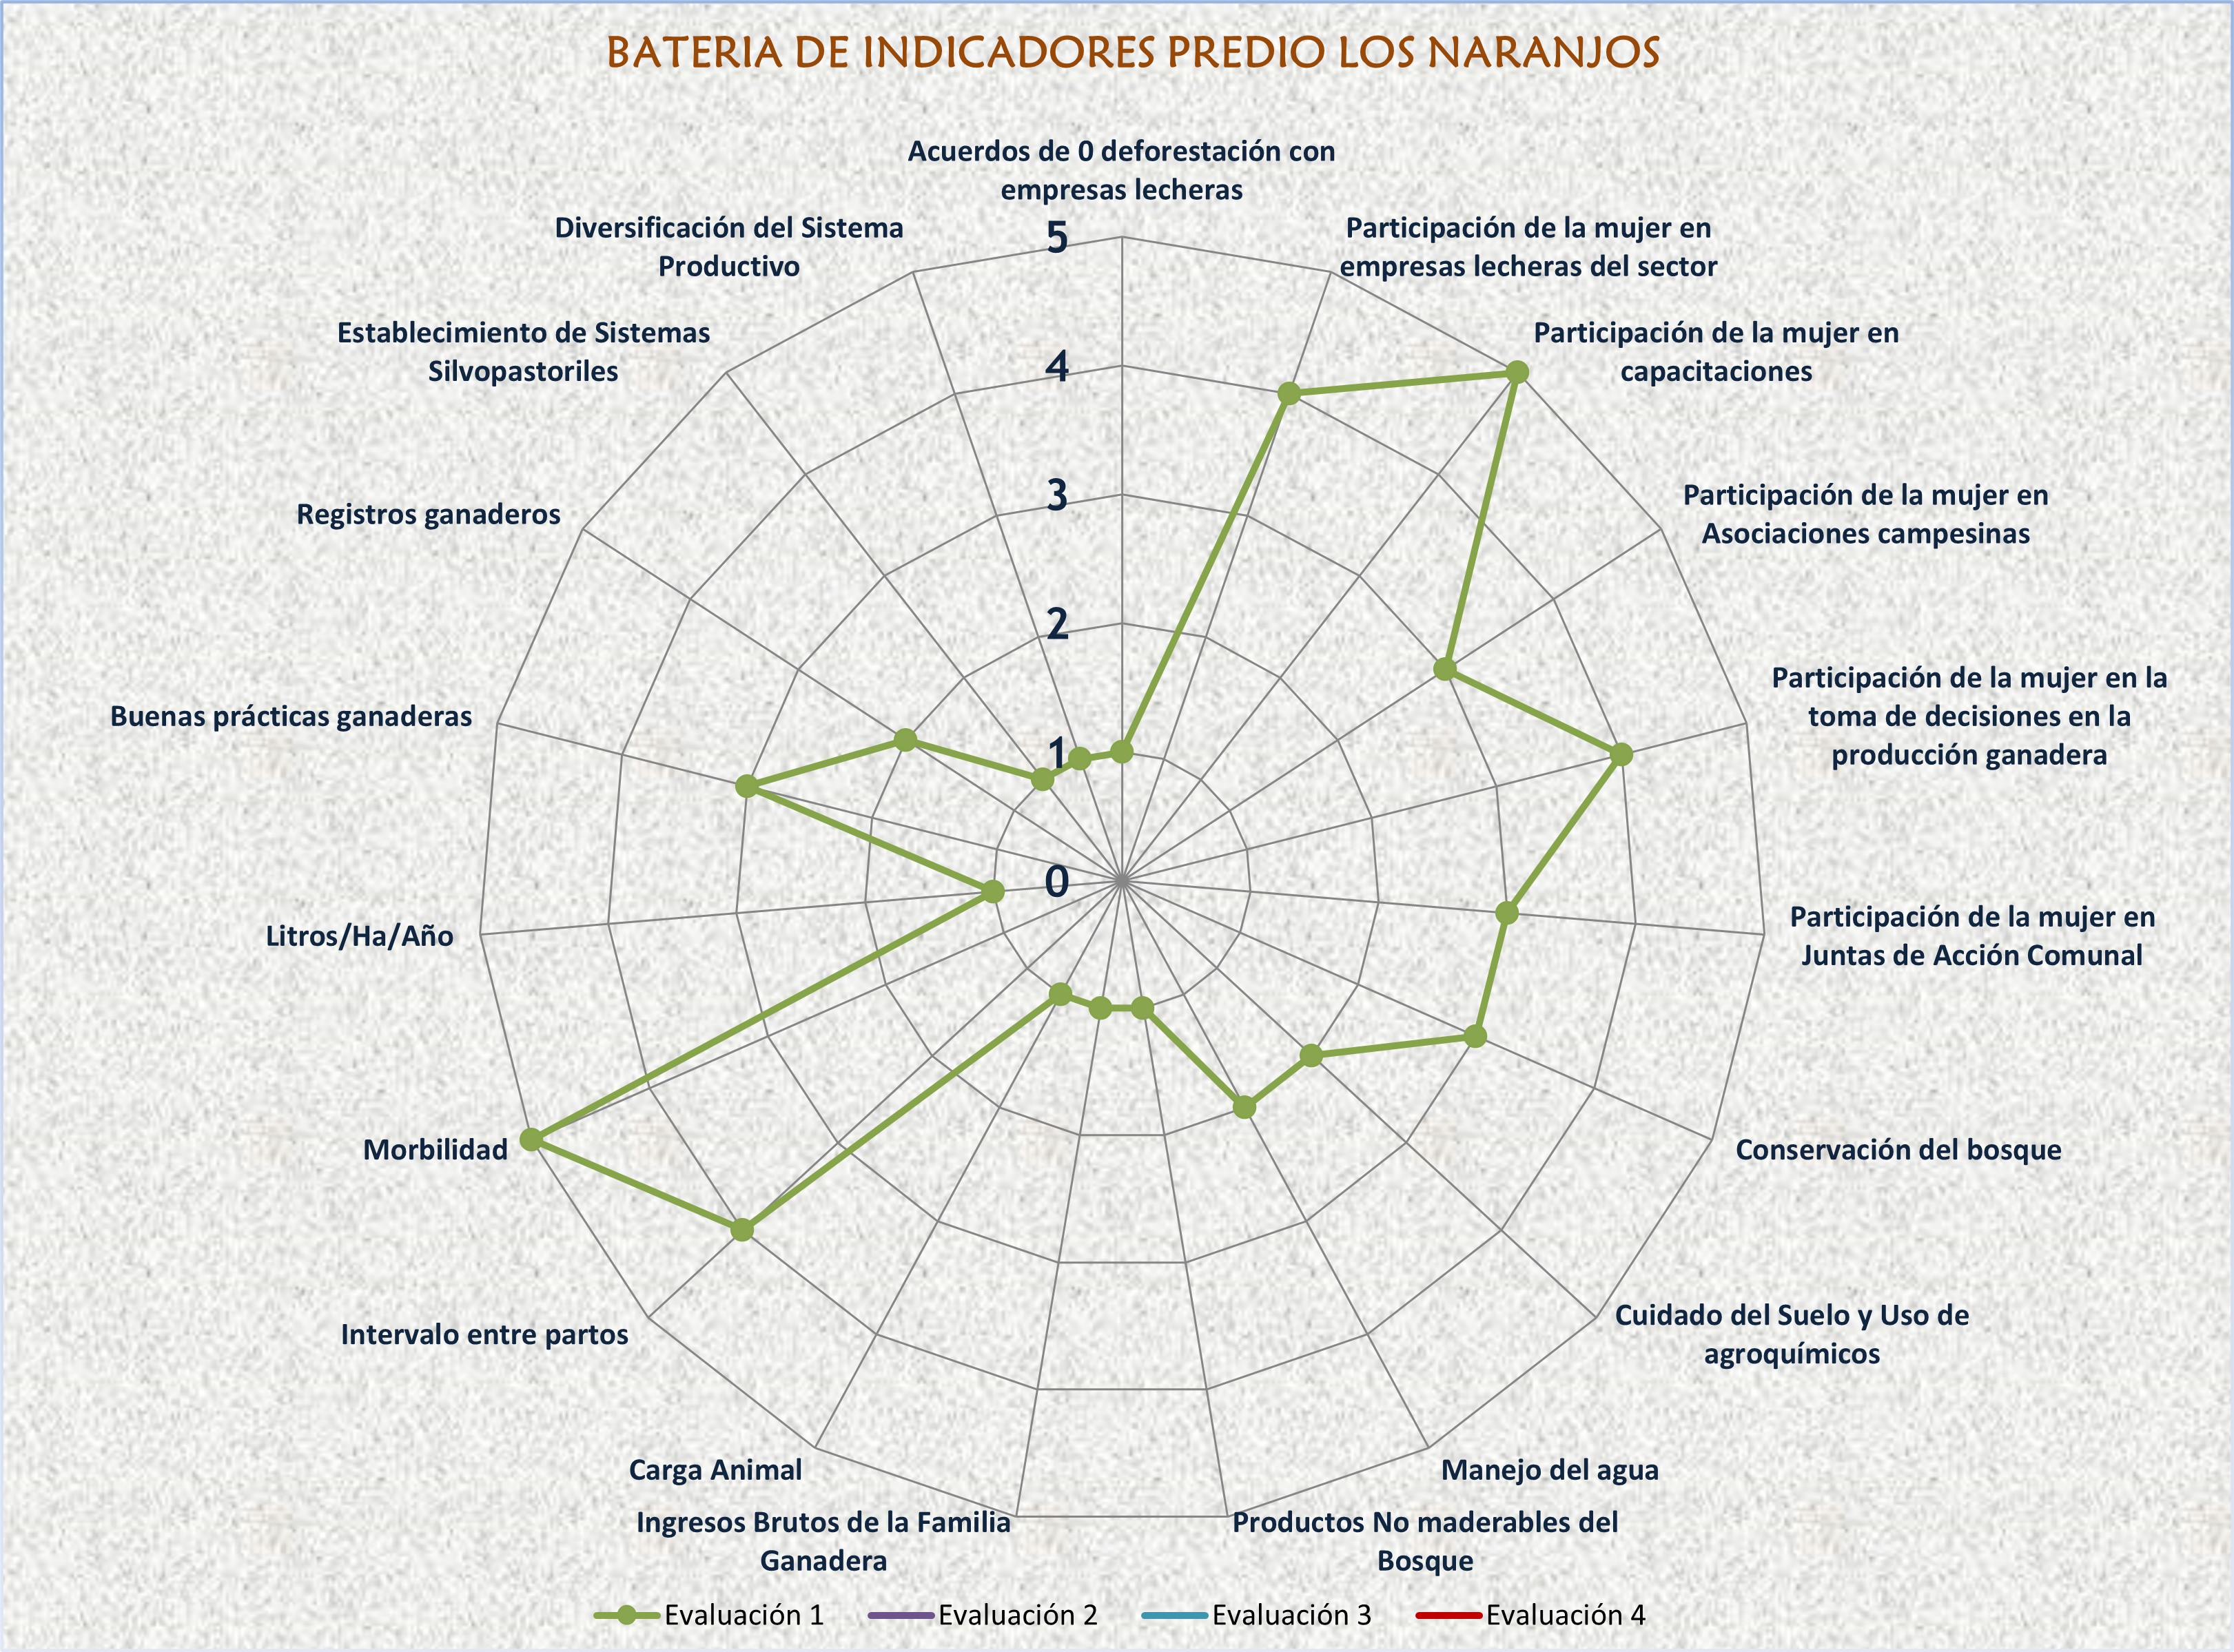 BATERIA DE INDICADORES PREDIO LOS NARANJOS
Acuerdos de 0 deforestación con
empresas lecheras
Participación de la mujer en
empresas lecheras del sector
Participación de la mujer en
capacitaciones
Participación de la mujer en
Asociaciones campesinas
Participación de la mujer en la
toma de decisiones en la
producción ganadera
Participación de la mujer en
Juntas de Acción Comunal
Conservación del bosque
Cuidado del Suelo y Uso de
agroquímicos
Manejo del agua
Productos No maderables del
Bosque
Ingresos Brutos de la Familia
Ganadera
Carga Animal
Intervalo entre partos
Morbilidad
Litros/Ha/Año
Buenas prácticas ganaderas
Registros ganaderos
Establecimiento de Sistemas
Silvopastoriles
Diversificación del Sistema
Productivo
5
4
3
2
1
0
Evaluación 1
Evaluación 2
Evaluación 3
Evaluación 4